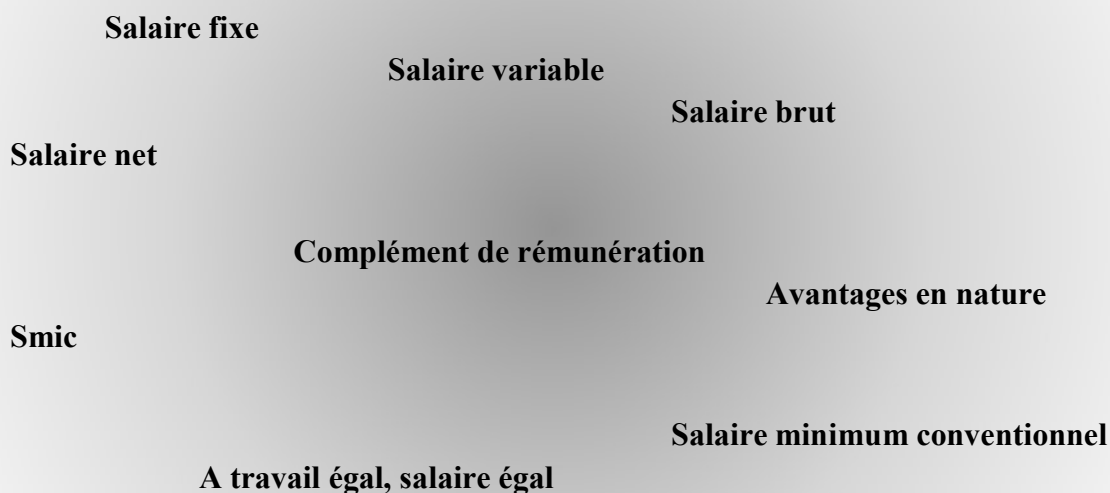 Salaire fixe
Salaire variable
Salaire brut
Salaire net
Complément de rémunération
Avantages en nature
Smic
Salaire minimum conventionnel
A travail égal, salaire égal